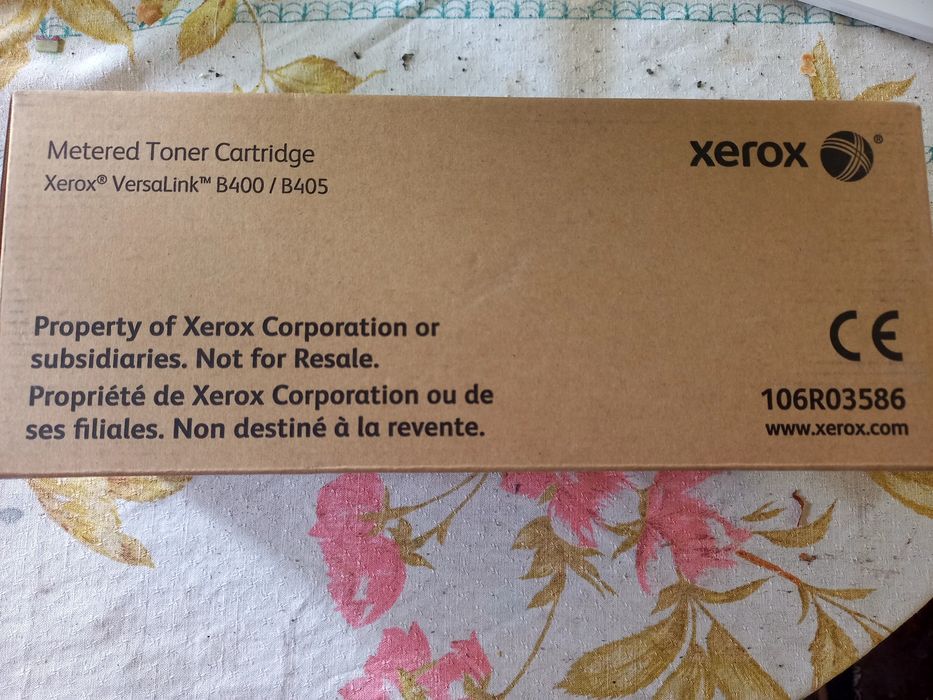 Metered Toner Cartridge
Xerox® VersaLink™ B400 / B405
xerox®
Property of Xerox Corporation or
subsidiaries. Not for Resale.
Propriété de Xerox Corporation ou de
ses filiales. Non destiné à la revente.
CE
106R03586
www.xerox.com